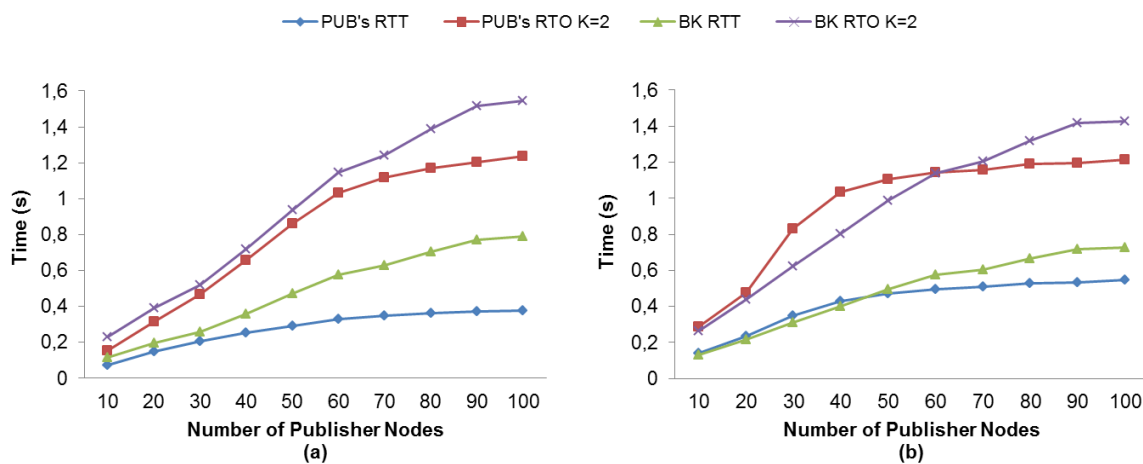 PUB's RTT PUB's RTO K=2 BK RTT BK RTO K=2
1,6
1,4
1,2
1
0,8
0,6
0,4
0,2
0
Time (s)
10 20 30 40 50 60 70 80 90 100
Number of Publisher Nodes
(a)
1,6
1,4
1,2
1
0,8
0,6
0,4
0,2
0
Time (s)
10 20 30 40 50 60 70 80 90 100
Number of Publisher Nodes
(b)